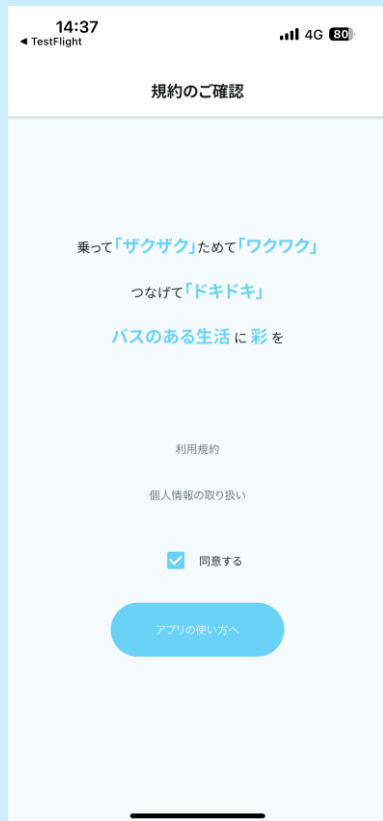 14:37
◀ TestFlight
4G 80
規約のご確認
乗って「ザクザク」ためて「ワクワク」
つなげて「ドキドキ」
バスのある生活 に 彩 を
利用規約
個人情報の取り扱い
同意する
アプリの使い方へ